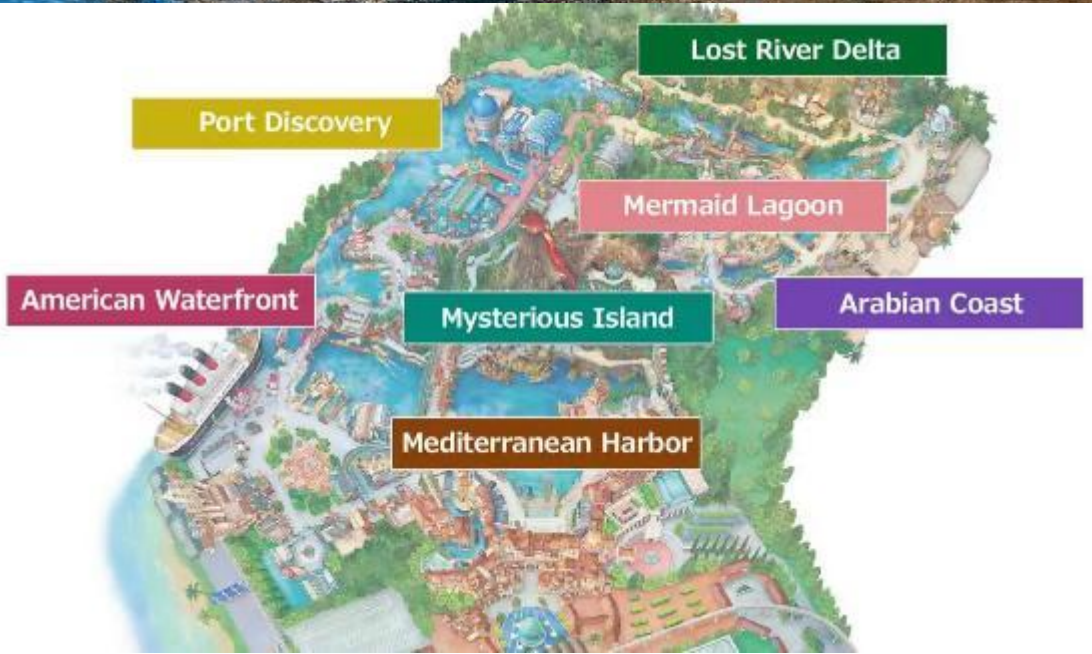 Lost River Delta
Port Discovery
Mermaid Lagoon
American Waterfront
Mysterious Island
Arabian Coast
Mediterranean Harbor